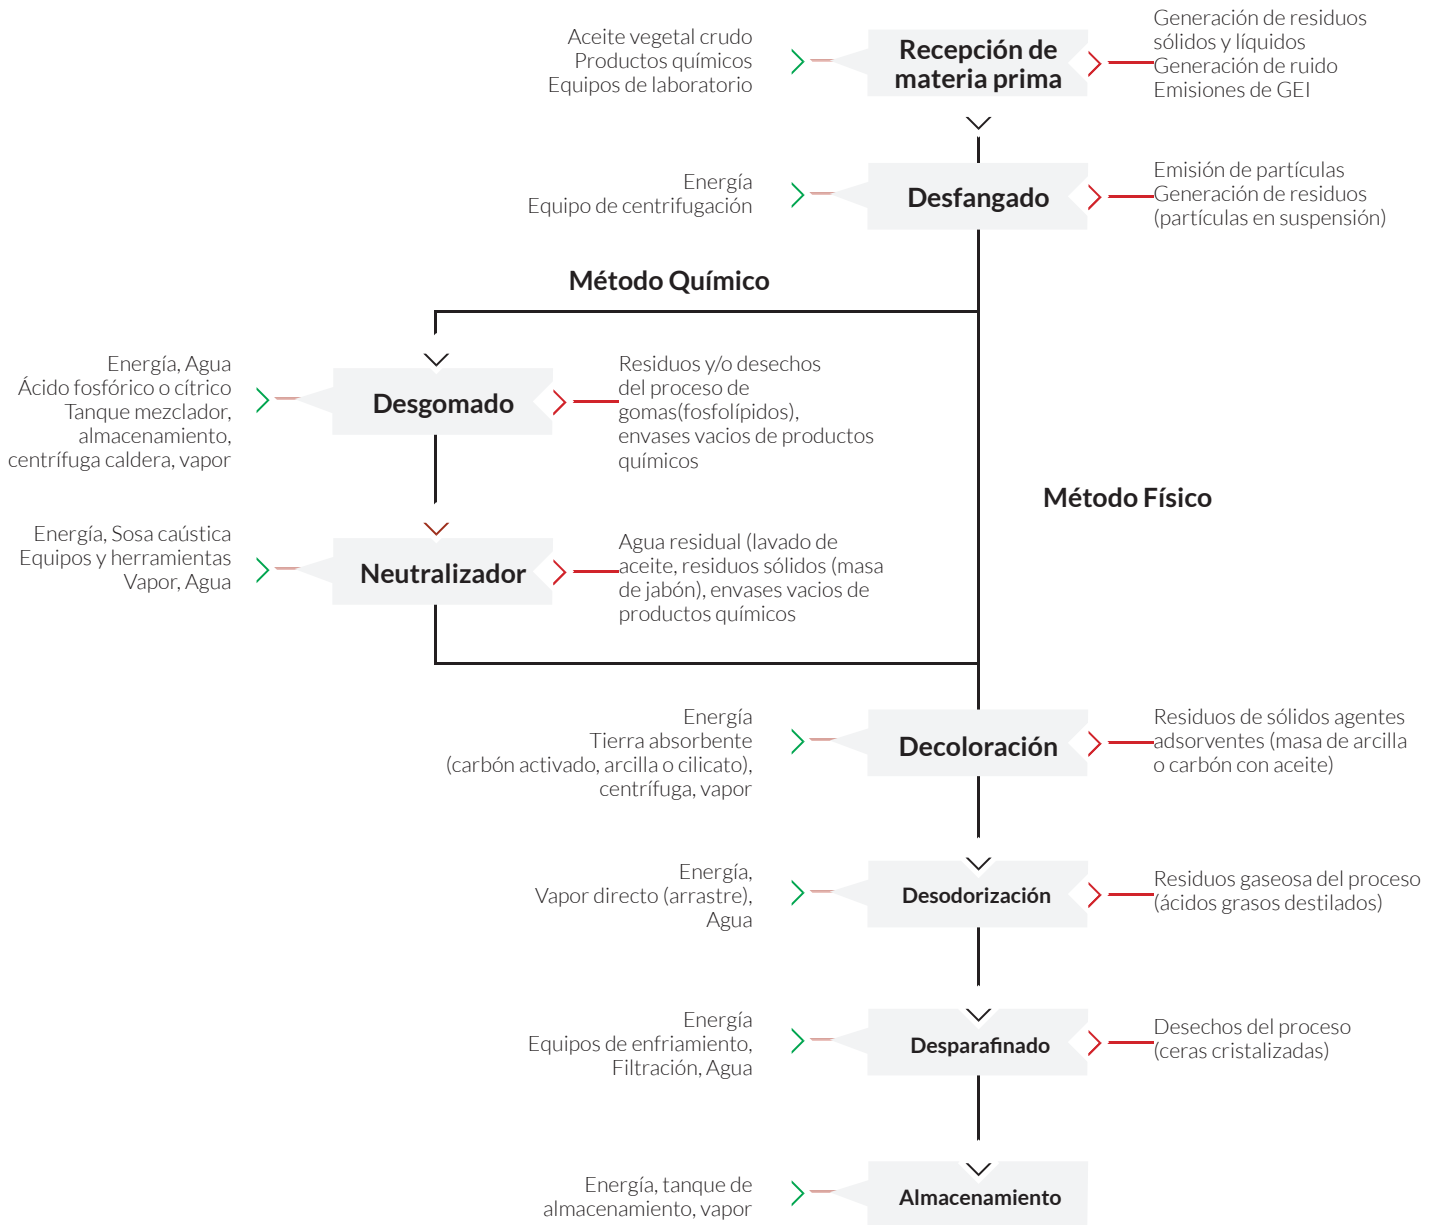 Aceite vegetal crudo
Productos químicos
Equipos de laboratorio
Recepción de
materia prima
Generación de residuos
sólidos y líquidos
Generación de ruido
Emisiones de GEI
Energía
Equipo de centrifugación
Desfangado
Emisión de partículas
Generación de residuos
(partículas en suspensión)
Método Químico
Energía, Agua
Ácido fosfórico o cítrico
Tanque mezclador,
almacenamiento,
centrífuga caldera, vapor
Desgomado
Residuos y/o desechos
del proceso de
gomas(fosfolípidos),
envases vacios de productos
químicos
Método Físico
Energía, Sosa caústica
Equipos y herramientas
Vapor, Agua
Neutralizador
Agua residual (lavado de
aceite, residuos sólidos (masa
de jabón), envases vacios de
productos químicos
Energía
Tierra absorbente
(carbón activado, arcilla o cilicato),
centrífuga, vapor
Decoloración
Residuos de sólidos agentes
adsorventes (masa de arcilla
o carbón con aceite)
Energía,
Vapor directo (arrastre),
Agua
Desodorización
Residuos gaseosa del proceso
(ácidos grasos destilados)
Energía
Equipos de enfriamiento,
Filtración, Agua
Desparafinado
Desechos del proceso
(ceras cristalizadas)
Energía, tanque de
almacenamiento, vapor
Almacenamiento